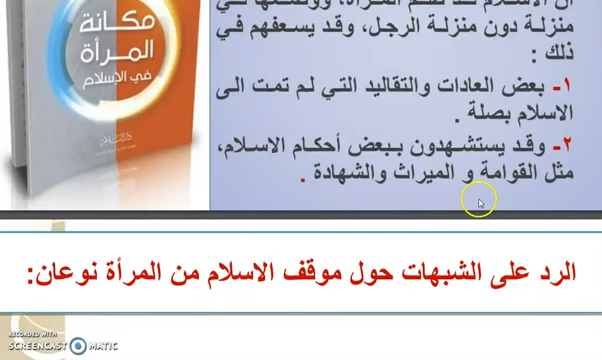 مكانة
المرأة
في الإسلام
منزلة دون منزلة الرجل، وقد يسعفهم في
ذلك :
١- بعض العادات والتقاليد التي لم تمت الى
الاسلام بصلة .
٢- وقد يستشهدون ببعض أحكام الاسلام،
مثل القوامة و الميراث والشهادة .
الرد على الشبهات حول موقف الاسلام من المرأة نوعان:
RECORDED WITH
SCREENCAST MATIC